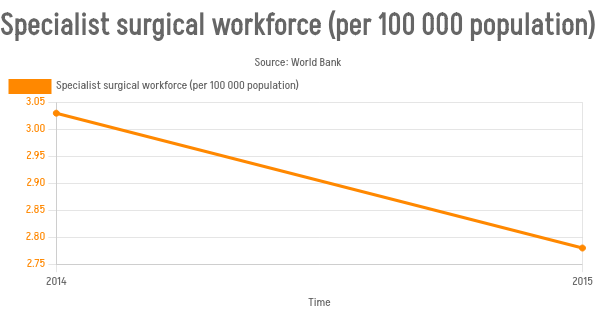 Specialist surgical workforce (per 100 000 population)
Source: World Bank
Specialist surgical workforce (per 100 000 population)
3.05
3.00
2.95
2.90
2.85
2.80
2.75
2014 2015
Time